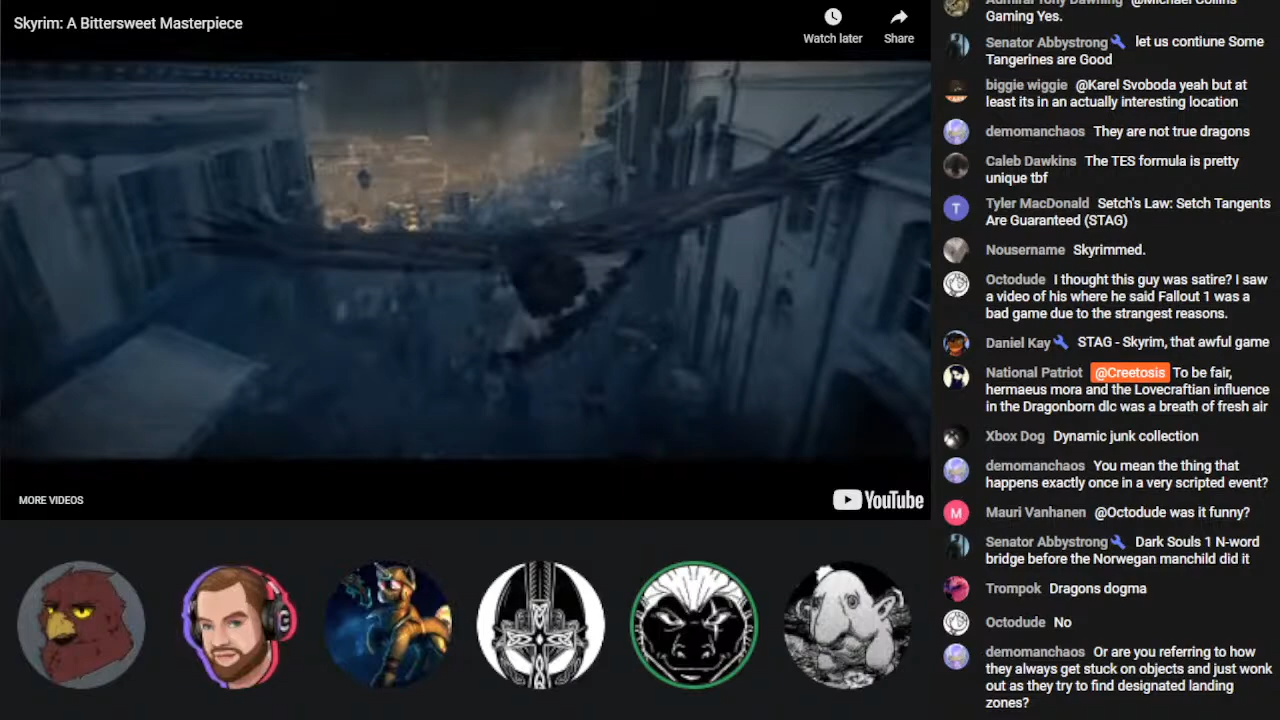 Skyrim: A Bittersweet Masterpiece
Watch later
Share
MORE VIDEOS
YouTube
Admiral Tony Dawning @Michael Collins
Gaming Yes.
Senator Abbystrong let us contiune Some
Tangerines are Good
biggie wiggie @Karel Svoboda yeah but at
least its in an actually interesting location
demomanchaos They are not true dragons
Caleb Dawkins The TES formula is pretty
unique tbf
T
Tyler MacDonald Setch's Law: Setch Tangents
Are Guaranteed (STAG)
Nousername Skyrimmed.
Octodude I thought this guy was satire? I saw
a video of his where he said Fallout 1 was a
bad game due to the strangest reasons.
Daniel Kay STAG - Skyrim, that awful game
National Patriot @Creetosis To be fair,
hermaeus mora and the Lovecraftian influence
in the Dragonborn dlc was a breath of fresh air
Xbox Dog Dynamic junk collection
demomanchaos You mean the thing that
happens exactly once in a very scripted event?
M
Mauri Vanhanen @Octodude was it funny?
Senator Abbystrong Dark Souls 1 N-word
bridge before the Norwegian manchild did it
Trompok Dragons dogma
Octodude No
demomanchaos Or are you referring to how
they always get stuck on objects and just wonk
out as they try to find designated landing
zones?